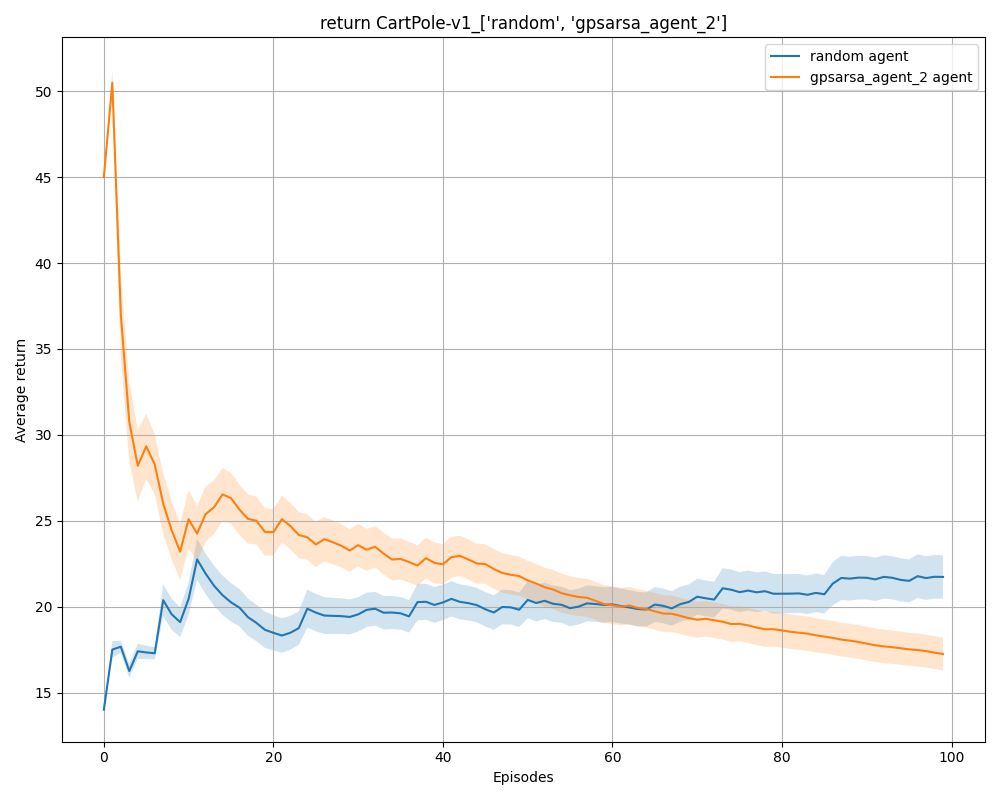 return CartPole-v1_['random', 'gpsarsa_agent_2']
random agent
gpsarsa_agent_2 agent
Average return
50
45
40
35
30
25
20
15
0 20 40 60 80 100
Episodes